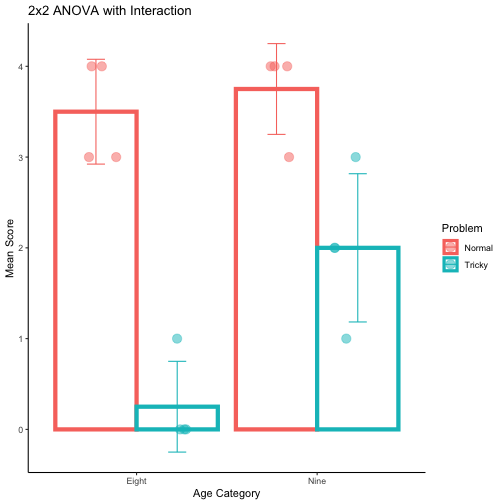 2x2 ANOVA with Interaction
Mean Score
4
3
2
1
0
Eight
Nine
Age Category
Problem
Normal
Tricky